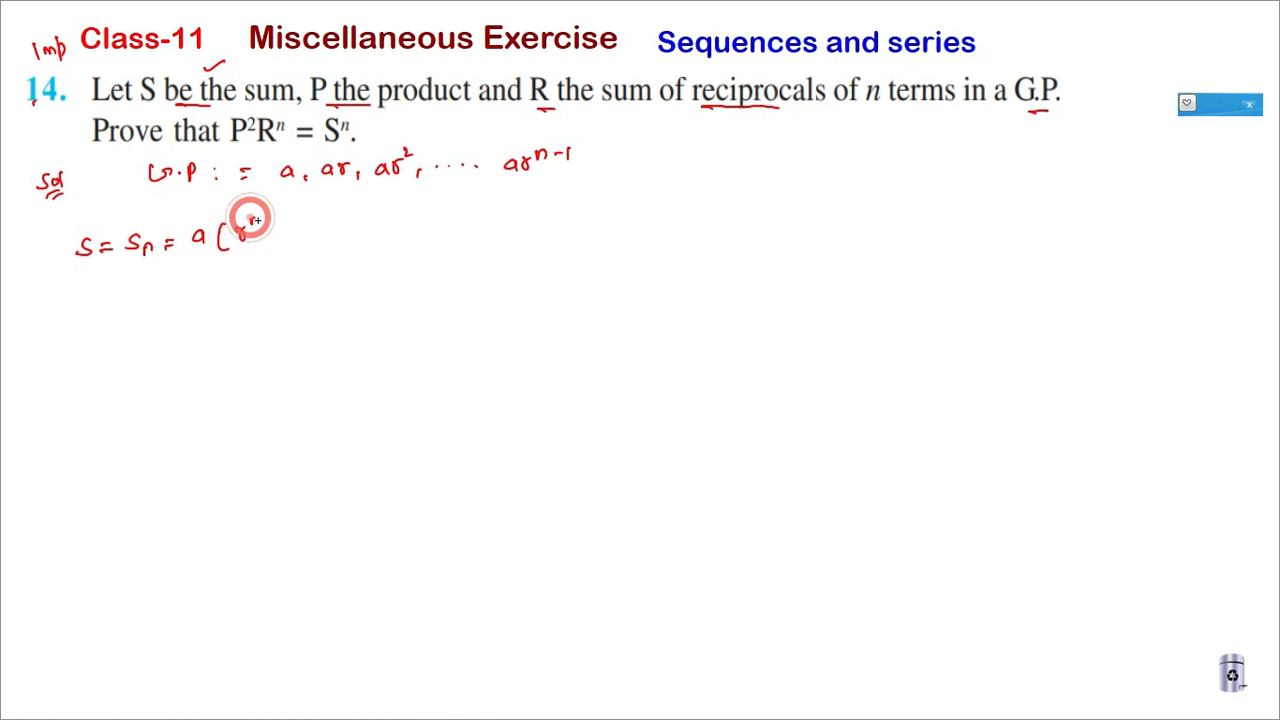 Imp Class-11 Miscellaneous Exercise Sequences and series
14. Let S be the sum, P the product and R the sum of reciprocals of n terms in a G.P.
Prove that P²Rⁿ = Sⁿ.
Sol G.P : = a, ar, ar², .... arⁿ⁻¹
S = Sₙ = a [rⁿ